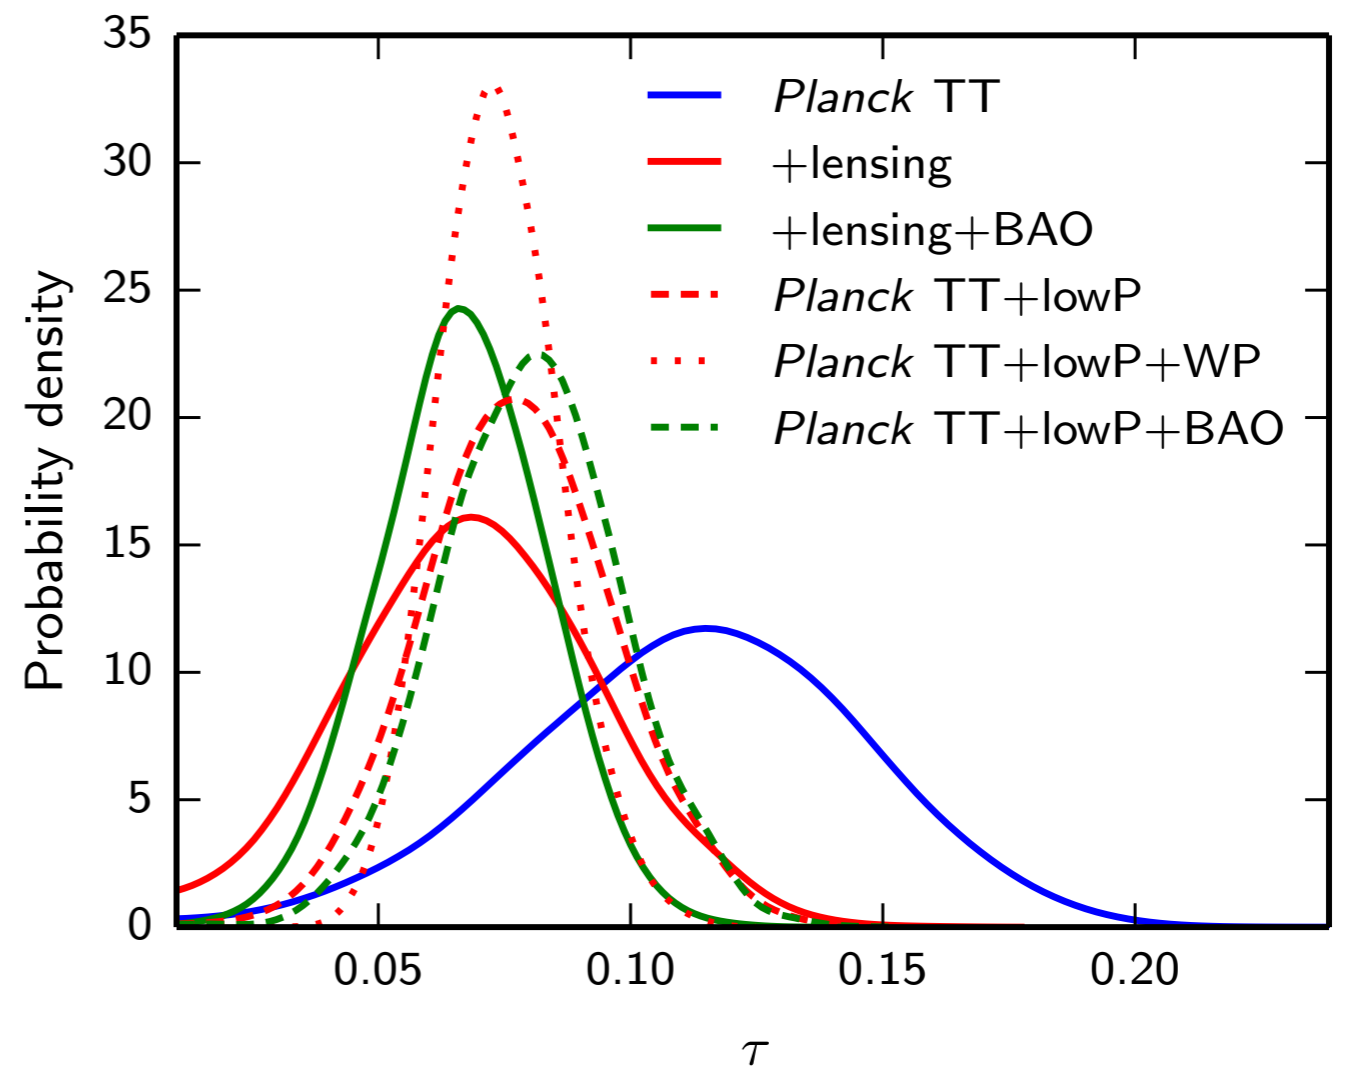 35
30
25
20
15
10
5
0
Probability density
Planck TT
+lensing
+lensing+BAO
Planck TT+lowP
Planck TT+lowP+WP
Planck TT+lowP+BAO
0.05 0.10 0.15 0.20
τ